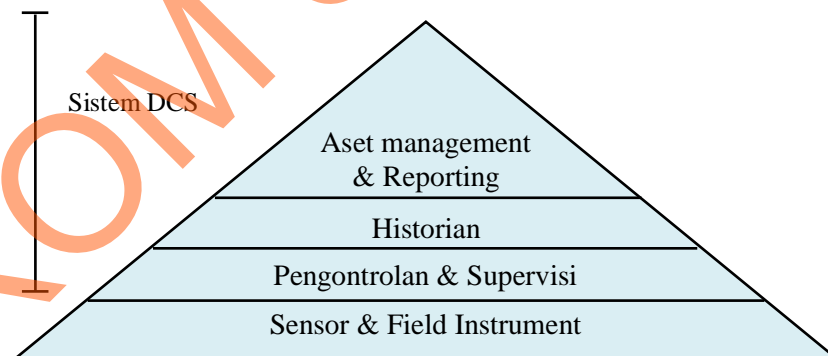 Sistem DCS
Aset management
& Reporting
Historian
Pengontrolan & Supervisi
Sensor & Field Instrument